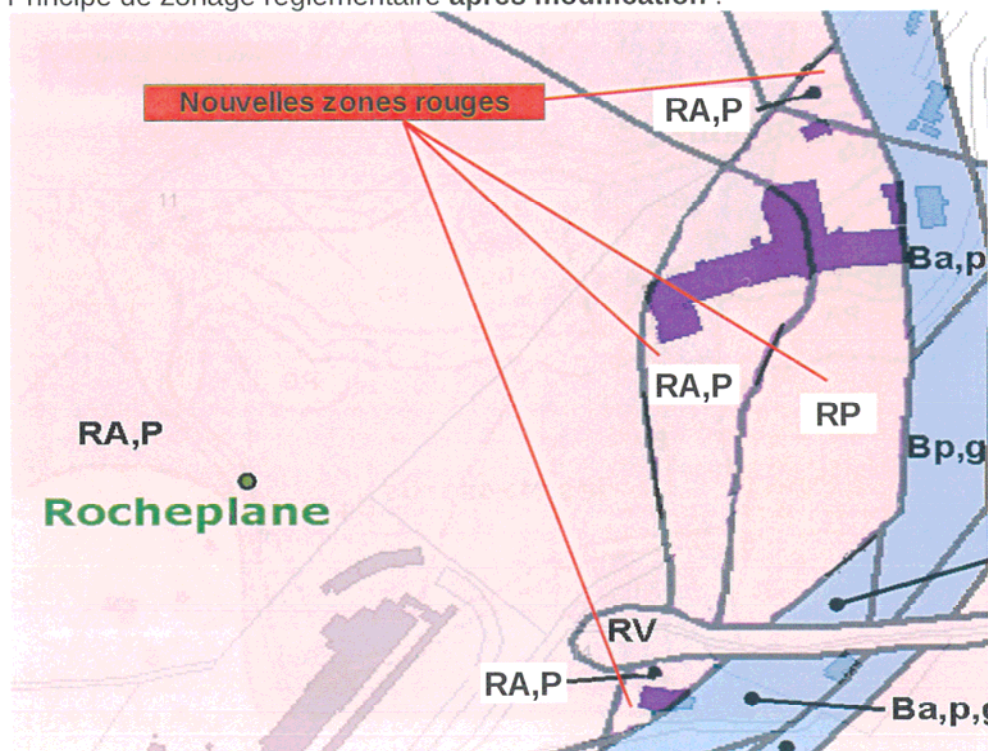 Principe de zonage réglementaire après modification :
Nouvelles zones rouges
RA,P
11
Ba,p
RA,P
RP
RA,P
Bp,g
Rocheplane
RV
RA,P
Ba,p,g